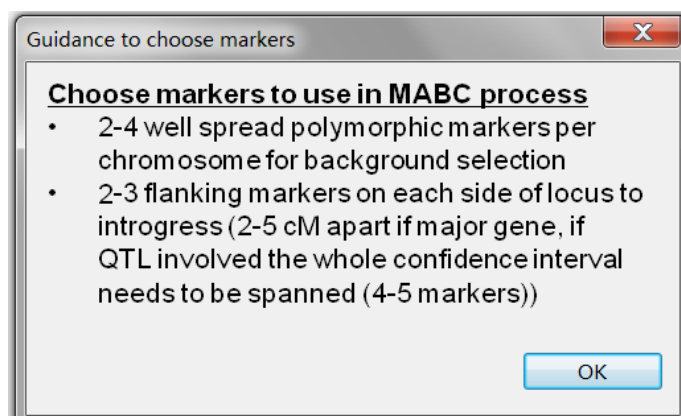 Guidance to choose markers
X
Choose markers to use in MABC process
• 2-4 well spread polymorphic markers per
chromosome for background selection
• 2-3 flanking markers on each side of locus to
introgress (2-5 cM apart if major gene, if
QTL involved the whole confidence interval
needs to be spanned (4-5 markers))
OK